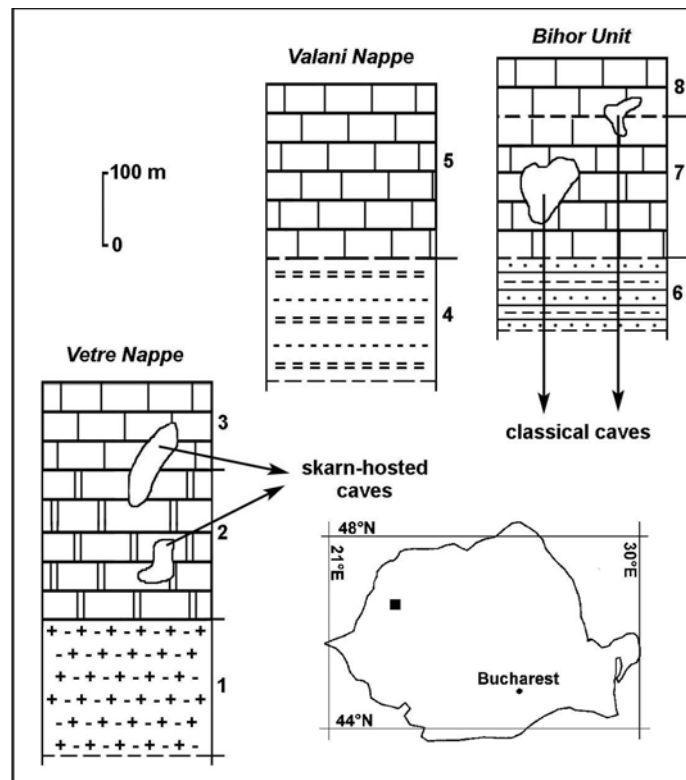 Valani Nappe
Bihor Unit
8
100 m
5
7
0
6
4
Vetre Nappe
classical caves
3
skarn-hosted
caves
48°N
21°E
30°E
2
Bucharest
1
44°N